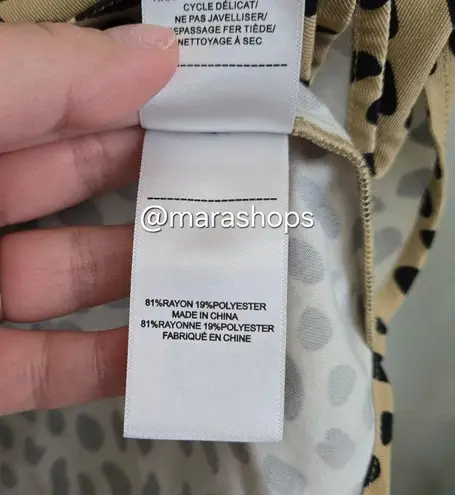 CYCLE DÉLICAT/
NE PAS JAVELLISER/
REPASSAGE FER TIÈDE/
NETTOYAGE À SEC
@marashops
81%RAYON 19%POLYESTER
MADE IN CHINA
81%RAYONNE 19%POLYESTER
FABRIQUÉ EN CHINE